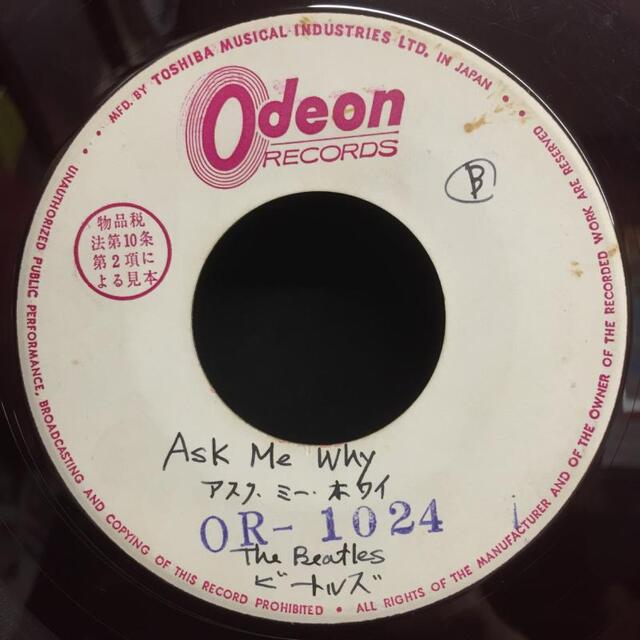 MFD. BY TOSHIBA MUSICAL INDUSTRIES LTD. IN JAPAN
Odeon
RECORDS
B
物品税
法第10条
第2項に
よる見本
Ask Me Why
アスク・ミー・ホワイ
OR-1024
The Beatles
ビートルズ
UNAUTHORIZED PUBLIC PERFORMANCE, BROADCASTING AND COPYING OF THIS RECORD PROHIBITED • ALL RIGHTS OF THE MANUFACTURER AND OF THE OWNER OF THE RECORDED WORK ARE RESERVED